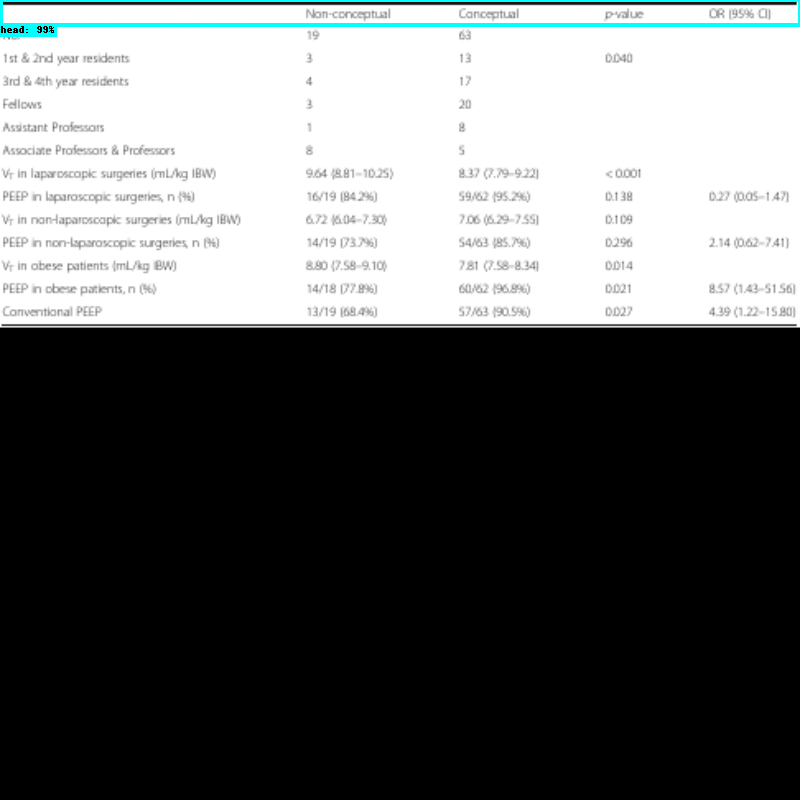 Non-conceptual Conceptual p-value OR (95% CI)
head: 99%
19 63
1st & 2nd year residents 3 13 0.040
3rd & 4th year residents 4 17
Fellows 3 20
Assistant Professors 1 8
Associate Professors & Professors 8 5
VT in laparoscopic surgeries (mL/kg IBW) 9.64 (8.81–10.25) 8.37 (7.79–9.22) < 0.001
PEEP in laparoscopic surgeries, n (%) 16/19 (84.2%) 59/62 (95.2%) 0.138 0.27 (0.05–1.47)
VT in non-laparoscopic surgeries (mL/kg IBW) 6.72 (6.04–7.30) 7.06 (6.29–7.55) 0.109
PEEP in non-laparoscopic surgeries, n (%) 14/19 (73.7%) 54/63 (85.7%) 0.296 2.14 (0.62–7.41)
VT in obese patients (mL/kg IBW) 8.80 (7.58–9.10) 7.81 (7.58–8.34) 0.014
PEEP in obese patients, n (%) 14/18 (77.8%) 60/62 (96.8%) 0.021 8.57 (1.43–51.56)
Conventional PEEP 13/19 (68.4%) 57/63 (90.5%) 0.027 4.39 (1.22–15.80)